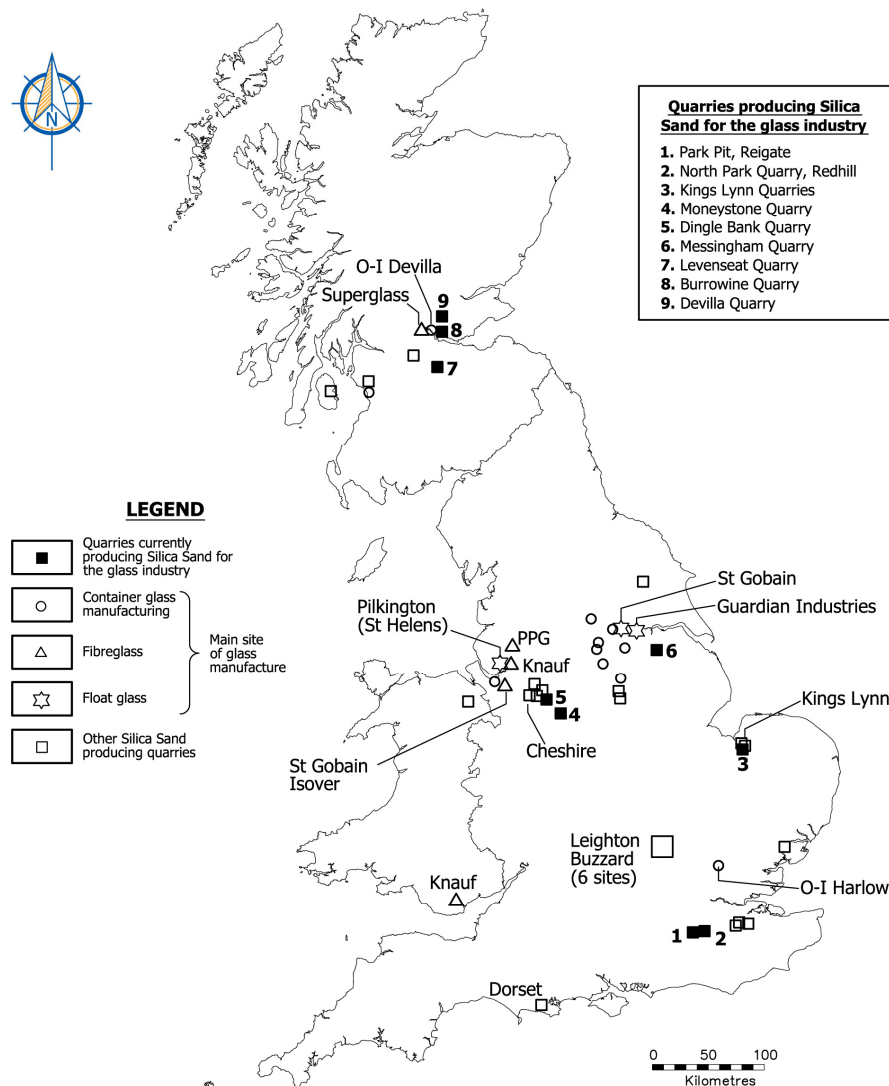 N
Quarries producing Silica
Sand for the glass industry
1. Park Pit, Reigate
2. North Park Quarry, Redhill
3. Kings Lynn Quarries
4. Moneystone Quarry
5. Dingle Bank Quarry
6. Messingham Quarry
7. Levenseat Quarry
8. Burrowine Quarry
9. Devilla Quarry
O-I Devilla
Superglass
9
8
7
LEGEND
Quarries currently
producing Silica Sand for
the glass industry
Container glass
manufacturing
Fibreglass
Float glass
Main site
of glass
manufacture
Other Silica Sand
producing quarries
St Gobain
Guardian Industries
Pilkington
(St Helens)
PPG
Knauf
6
5
4
Cheshire
Kings Lynn
3
St Gobain
Isover
Leighton
Buzzard
(6 sites)
Knauf
O-I Harlow
1
2
Dorset
0 50 100
Kilometres